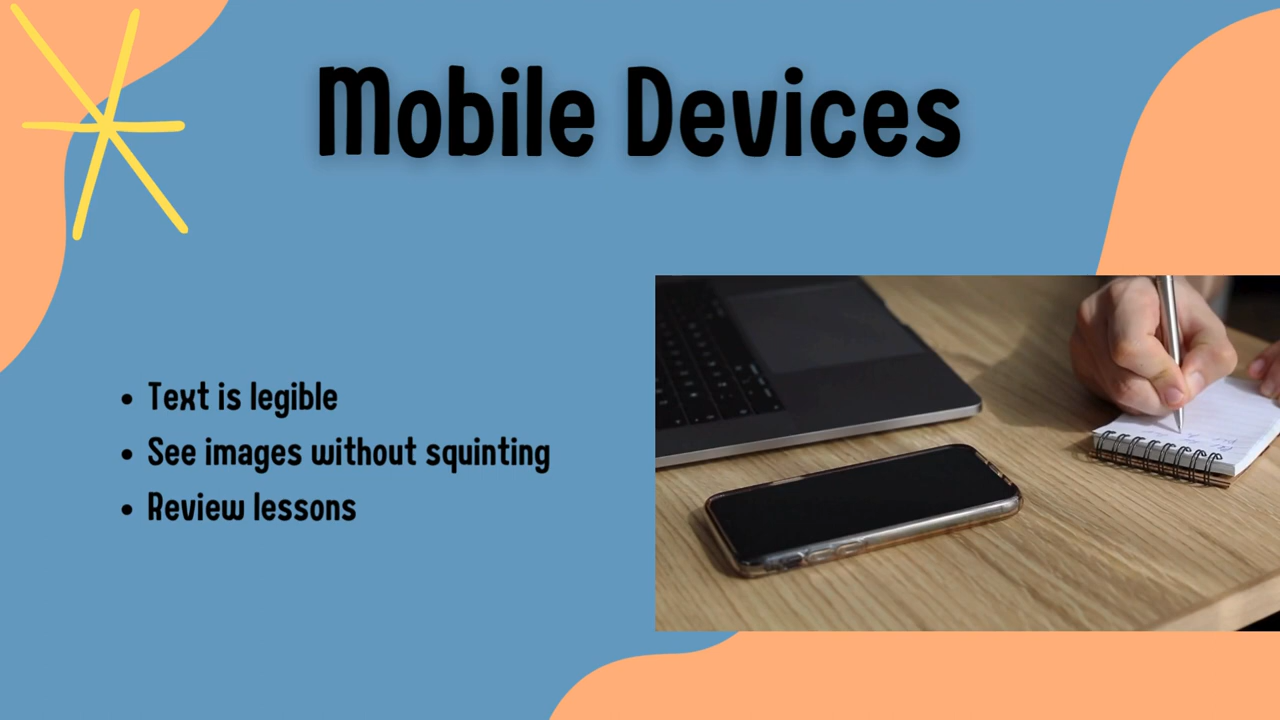 Mobile Devices
• Text is legible
• See images without squinting
• Review lessons